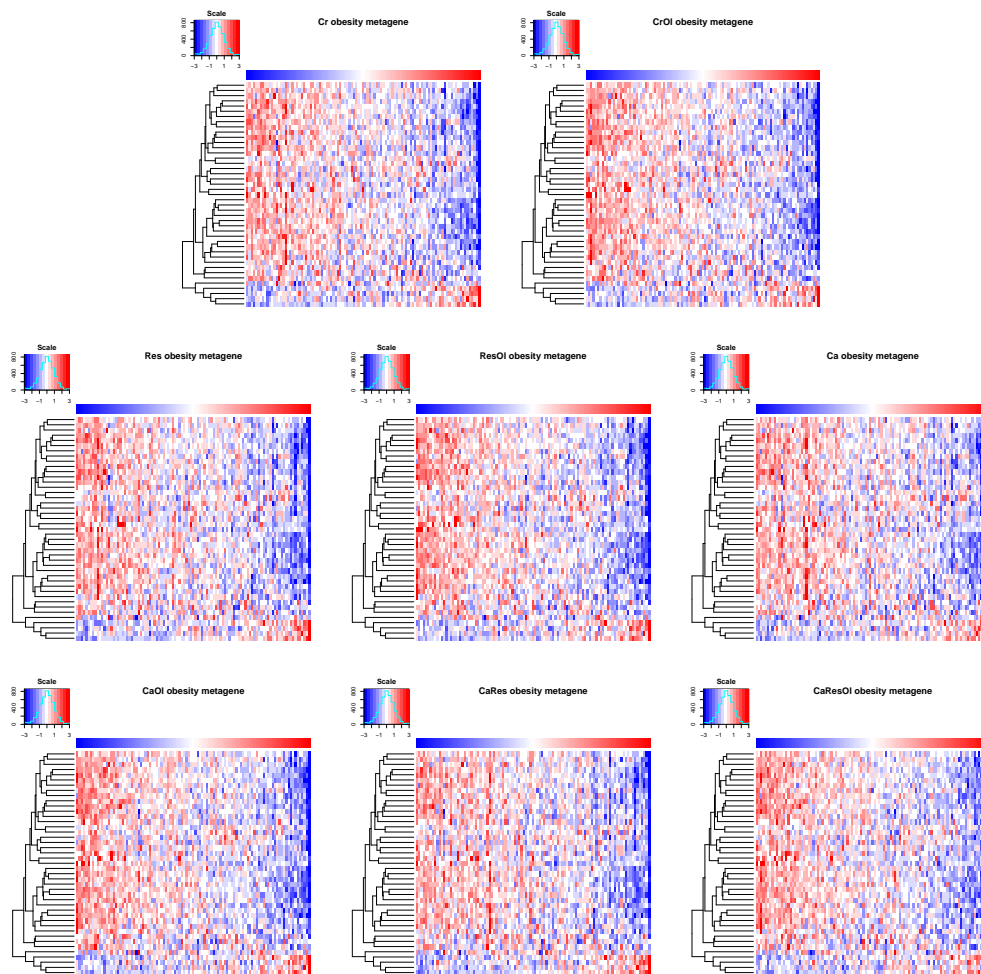 Scale
Cr obesity metagene
0 400 800
−3 −1 1 3
Scale
CrOl obesity metagene
0 400 800
−3 −1 1 3
Scale
Res obesity metagene
0 400 800
−3 −1 1 3
Scale
ResOl obesity metagene
0 400 800
−3 −1 1 3
Scale
Ca obesity metagene
0 400 800
−3 −1 1 3
Scale
CaOl obesity metagene
0 400 800
−3 −1 1 3
Scale
CaRes obesity metagene
0 400 800
−3 −1 1 3
Scale
CaResOl obesity metagene
0 400 800
−3 −1 1 3